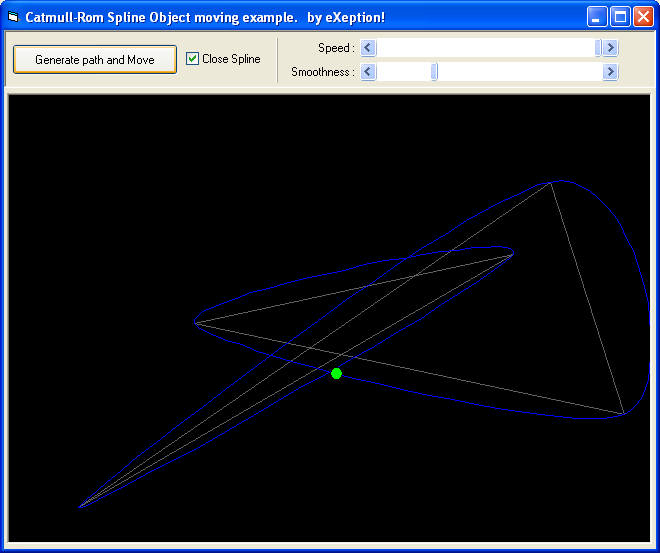 Catmull-Rom Spline Object moving example.   by eXeption!
Generate path and Move
Close Spline
Speed :
Smoothness :